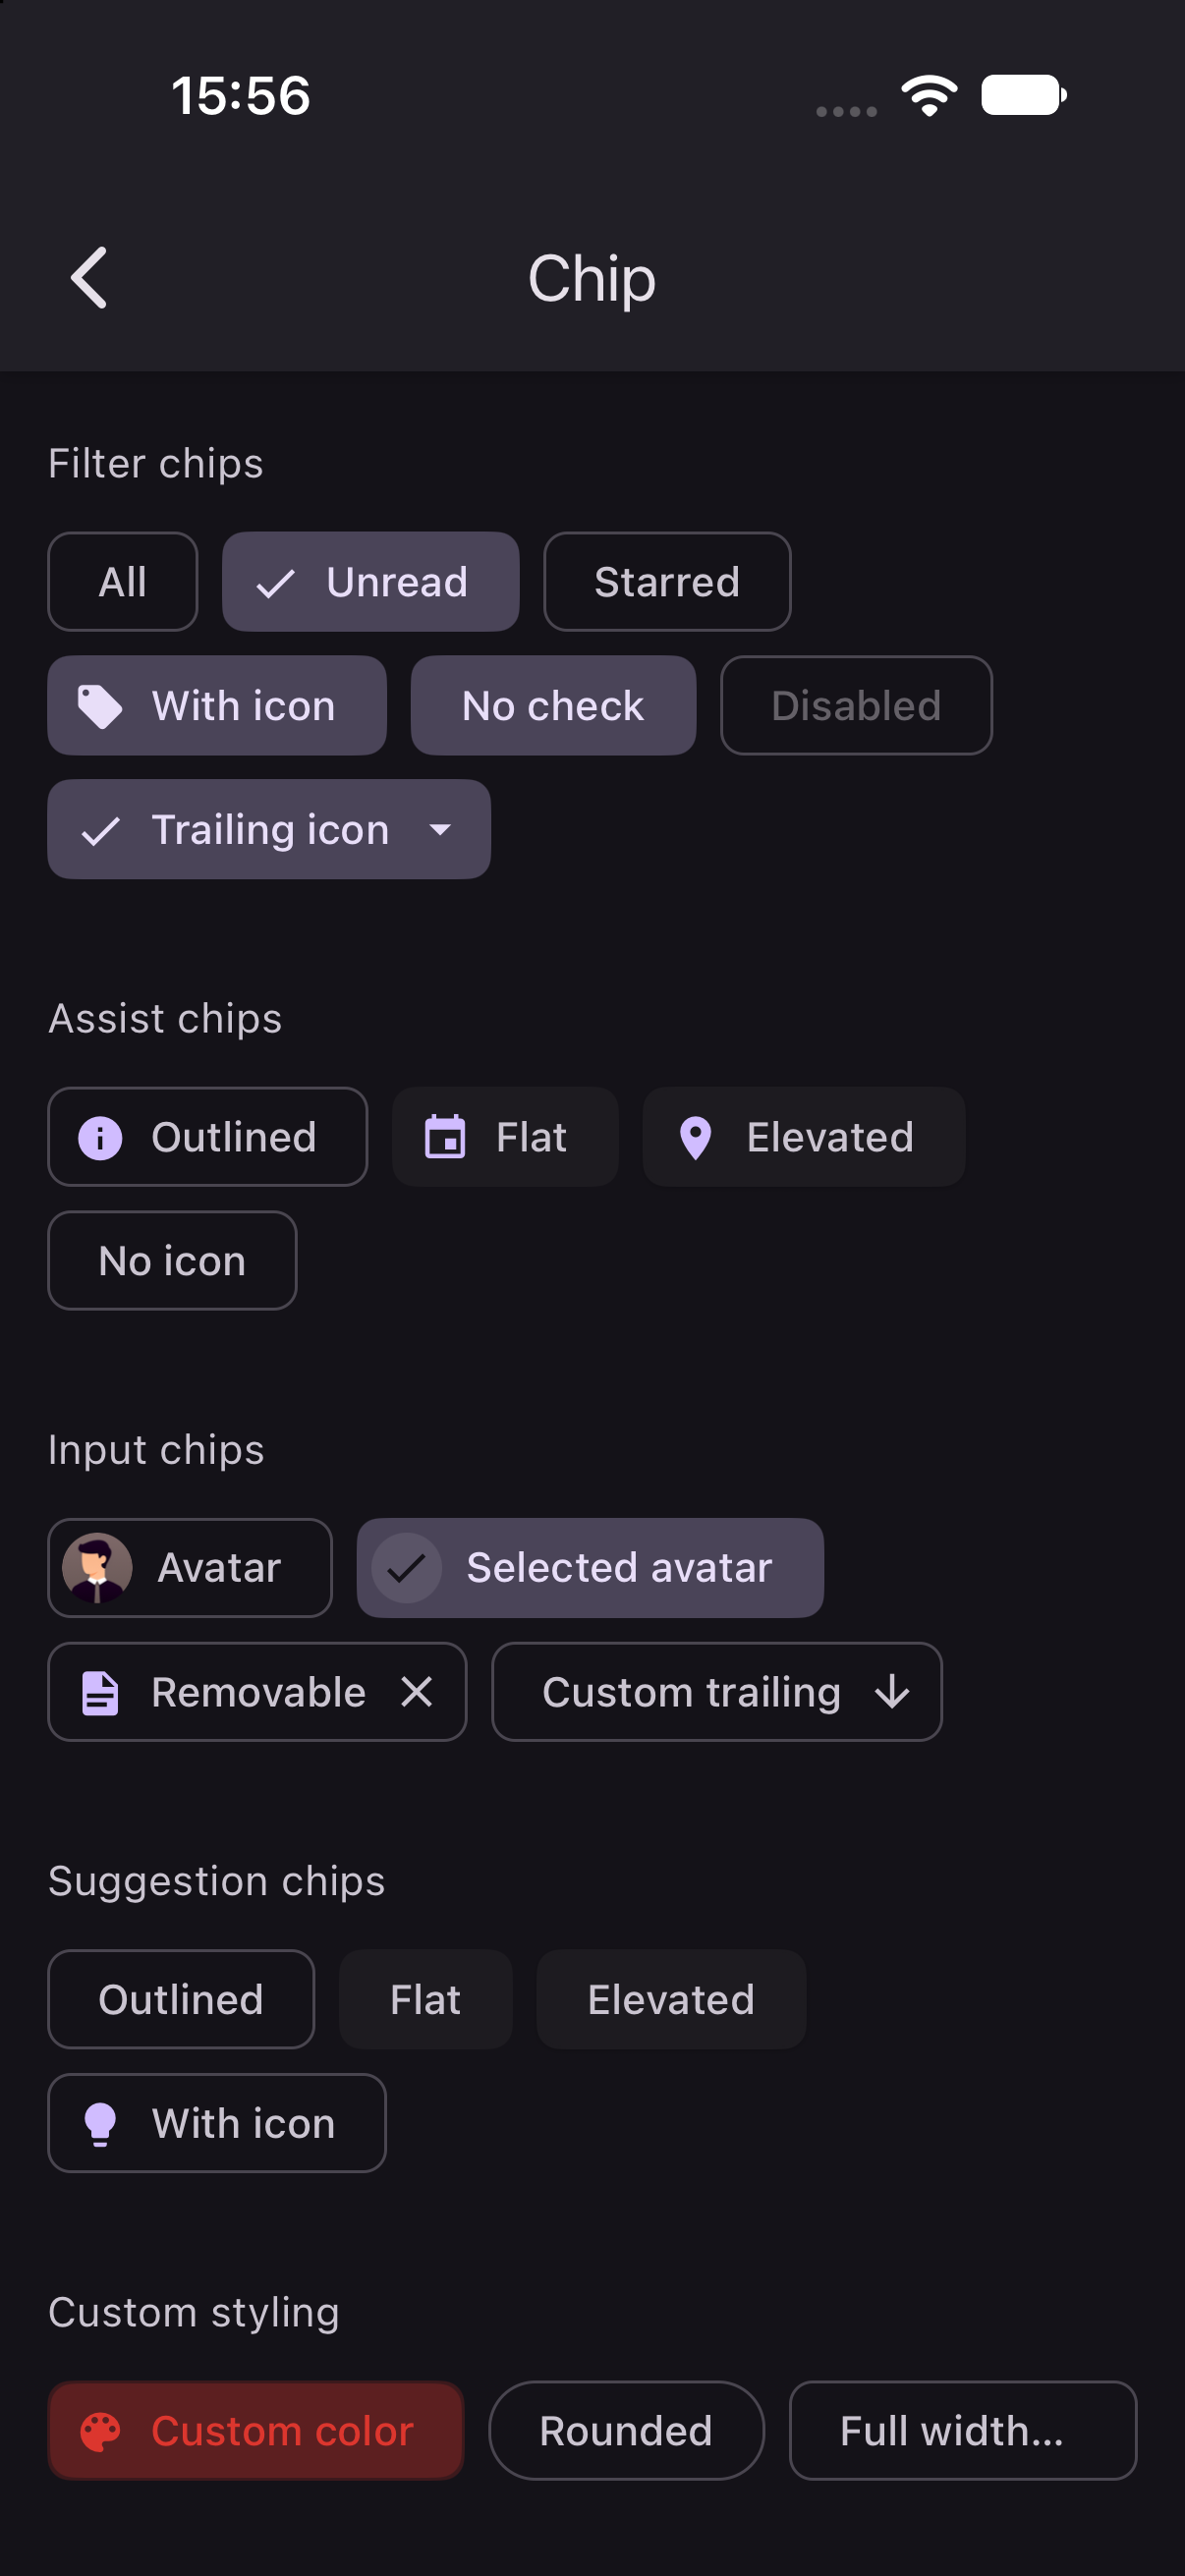 15:56
Chip
Filter chips
All Unread Starred
With icon No check Disabled
Trailing icon
Assist chips
Outlined Flat Elevated
No icon
Input chips
Avatar Selected avatar
Removable Custom trailing
Suggestion chips
Outlined Flat Elevated
With icon
Custom styling
Custom color Rounded Full width...